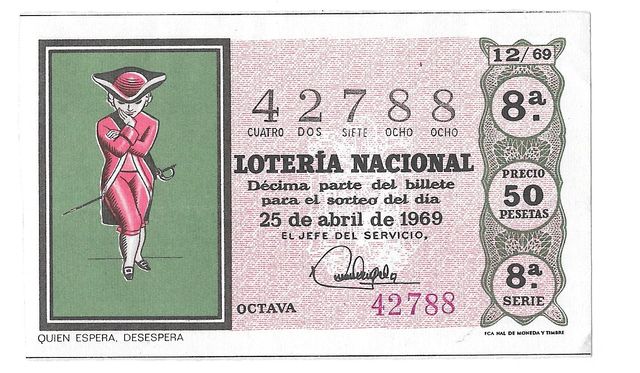 12/69
4 2 7 8 8
CUATRO DOS SIETE OCHO OCHO
8ª.
LOTERÍA NACIONAL
Décima parte del billete
para el sorteo del día
25 de abril de 1969
EL JEFE DEL SERVICIO,
PRECIO
50
PESETAS
OCTAVA
42788
8ª
SERIE
QUIEN ESPERA, DESESPERA
NAL DE MONEDA Y TIMBRE